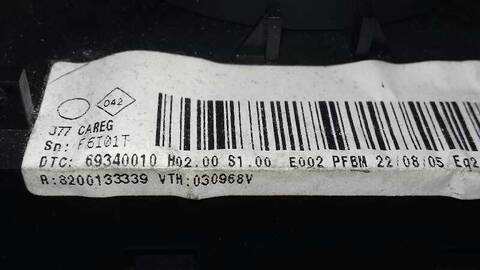 042
J77 CAREG
Sn: F6I01T
DTC: 69340010 H02.00 S1.00 E002 PFBM 22:08:05 EQ2
R:8200133339 VTH:030968V